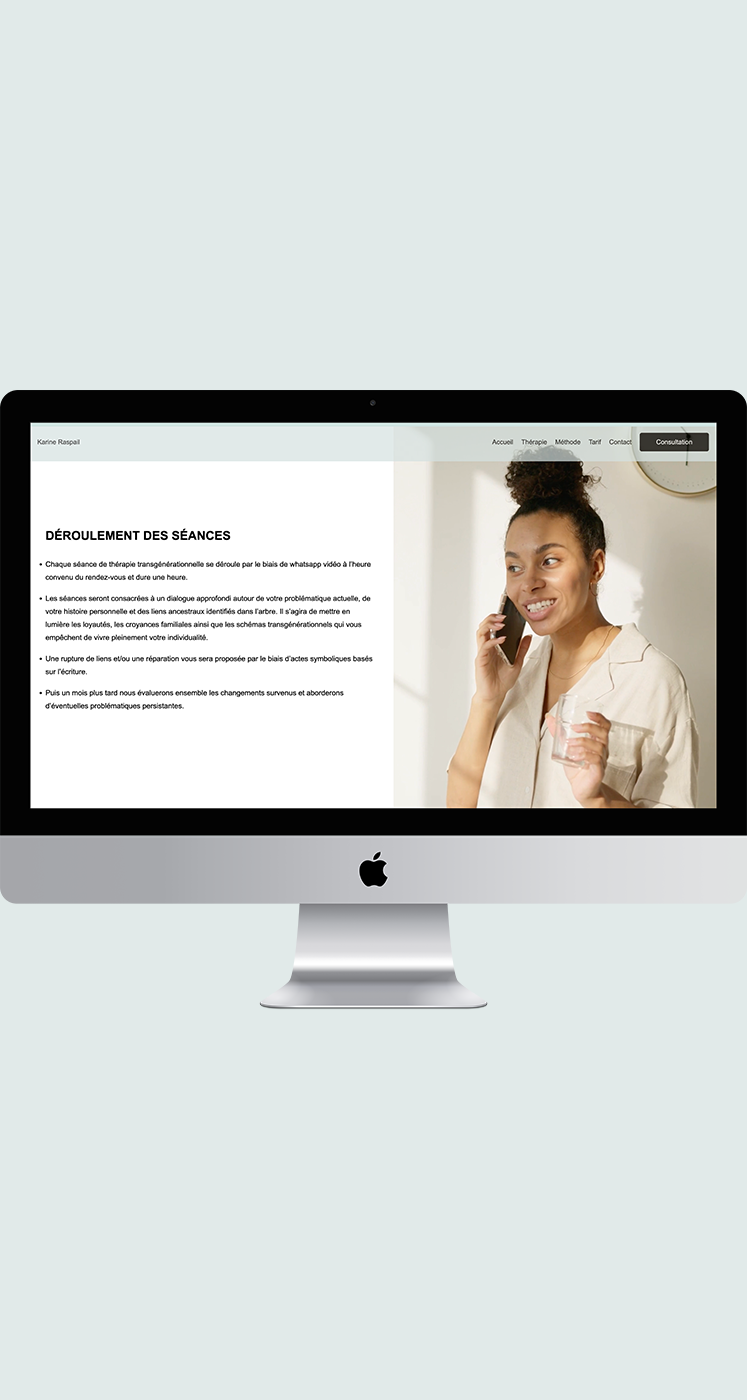 Karine Raspail
Accueil Thérapie Méthode Tarif Contact Consultation
DÉROULEMENT DES SÉANCES
• Chaque séance de thérapie transgénérationnelle se déroule par le biais de whatsapp vidéo à l'heure
convenu du rendez-vous et dure une heure.
• Les séances seront consacrées à un dialogue approfondi autour de votre problématique actuelle, de
votre histoire personnelle et des liens ancestraux identifiés dans l'arbre. Il s'agira de mettre en
lumière les loyautés, les croyances familiales ainsi que les schémas transgénérationnels qui vous
empêchent de vivre pleinement votre individualité.
• Une rupture de liens et/ou une réparation vous sera proposée par le biais d'actes symboliques basés
sur l'écriture.
• Puis un mois plus tard nous évaluerons ensemble les changements survenus et aborderons
d'éventuelles problématiques persistantes.